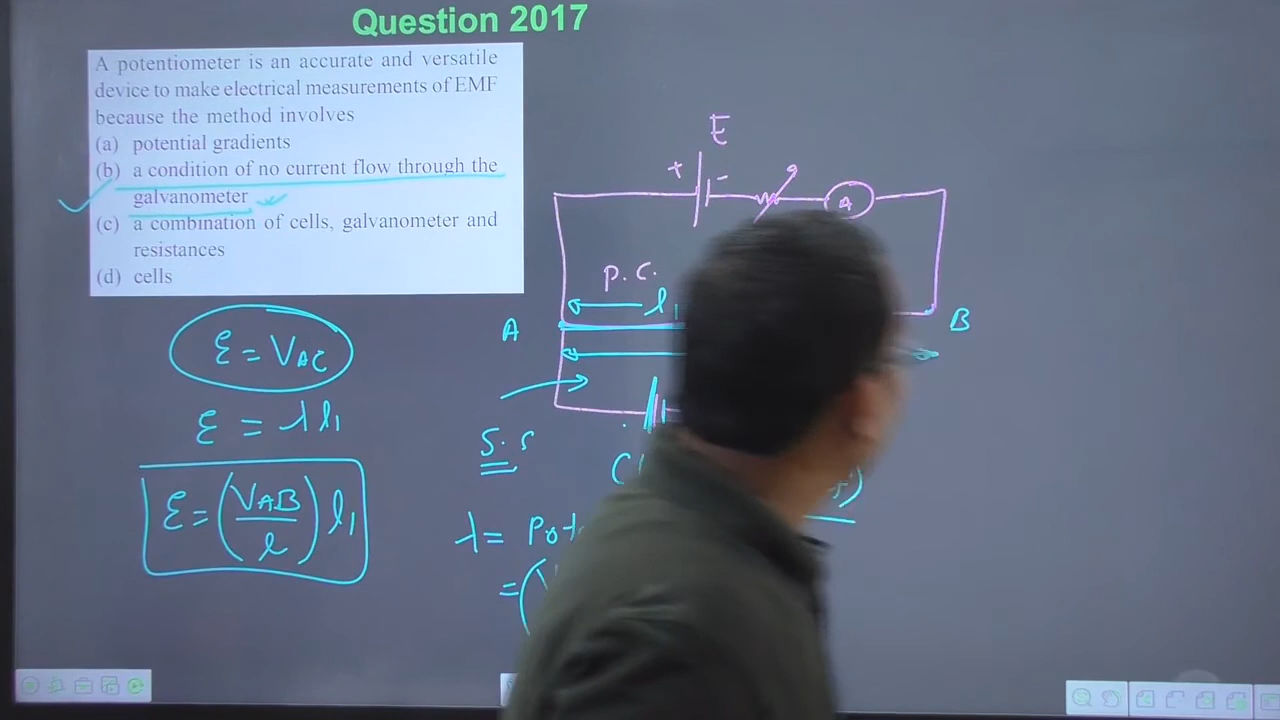 Question 2017
A potentiometer is an accurate and versatile
device to make electrical measurements of EMF
because the method involves
(a) potential gradients
(b) a condition of no current flow through the
galvanometer
(c) a combination of cells, galvanometer and
resistances
(d) cells
E
+ -
A
P.C.
l₁
A
B
S.S
ε = V_AC
ε = λl₁
ε = (V_AB / l) l₁
λ =
= (